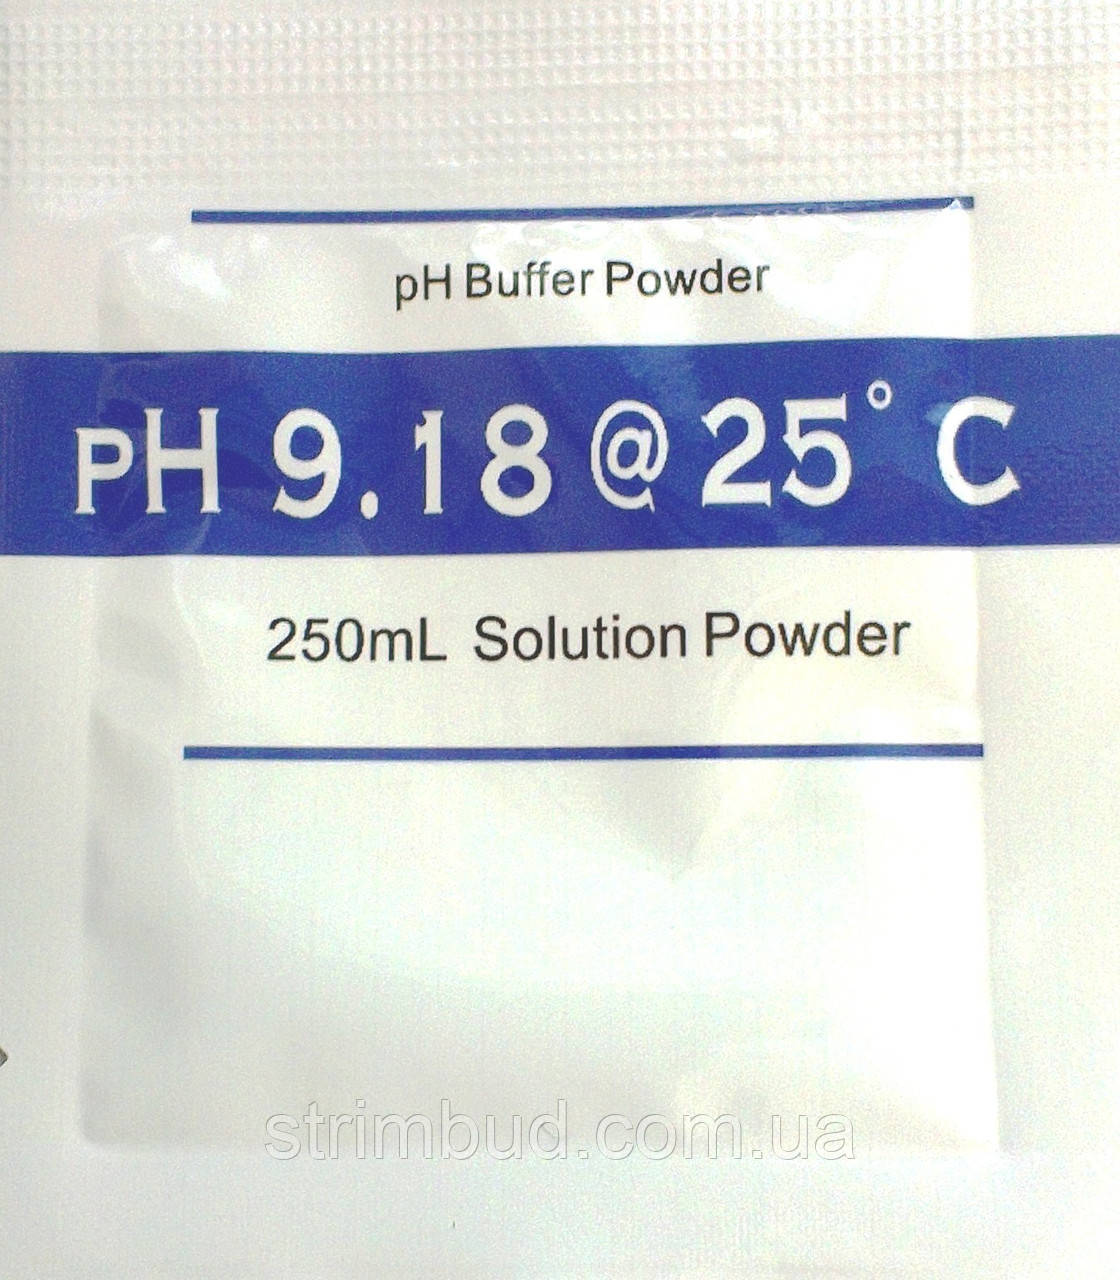 pH Buffer Powder
PH 9.18@25°C
250mL Solution Powder
strimbud.com.ua